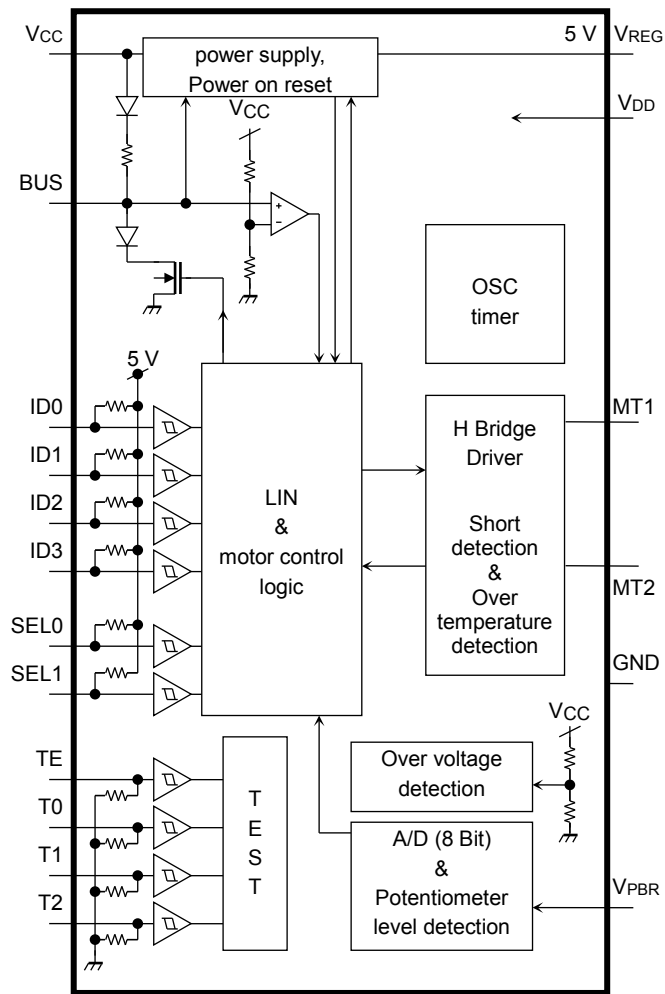 VCC
power supply,
Power on reset
5 V
VREG
VCC
VDD
BUS
+
−
OSC
timer
5 V
ID0
ID1
ID2
ID3
SEL0
SEL1
LIN
&
motor control
logic
H Bridge
Driver
Short
detection
&
Over
temperature
detection
MT1
MT2
GND
TE
T0
T1
T2
T
E
S
T
VCC
Over voltage
detection
A/D (8 Bit)
&
Potentiometer
level detection
VPBR